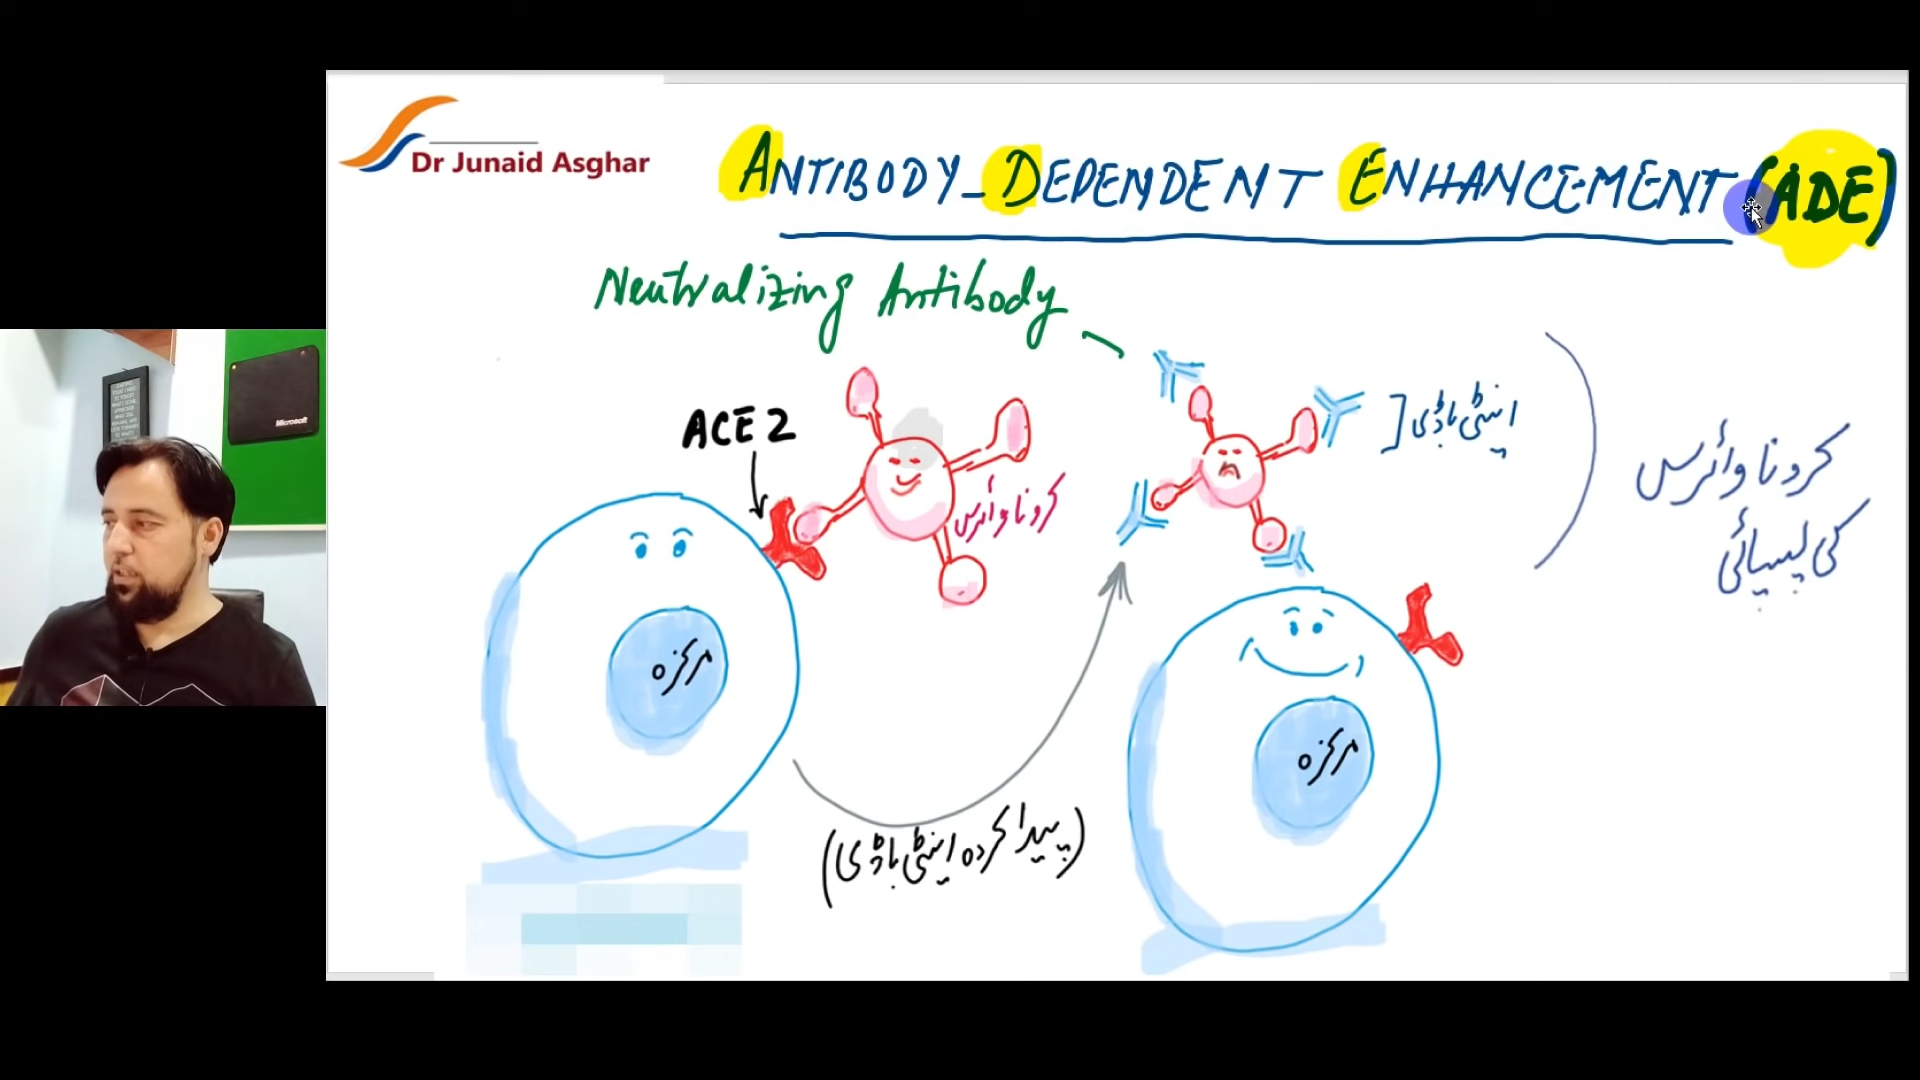 Dr Junaid Asghar
ANTIBODY-DEPENDENT ENHANCEMENT (ADE)
Neutralizing Antibody
ACE 2
کرونا وائرس
اینٹی باڈی
کرونا وائرس
کی پسپائی
مرکزہ
مرکزہ
(پیدا کردہ اینٹی باڈی)
Microsoft